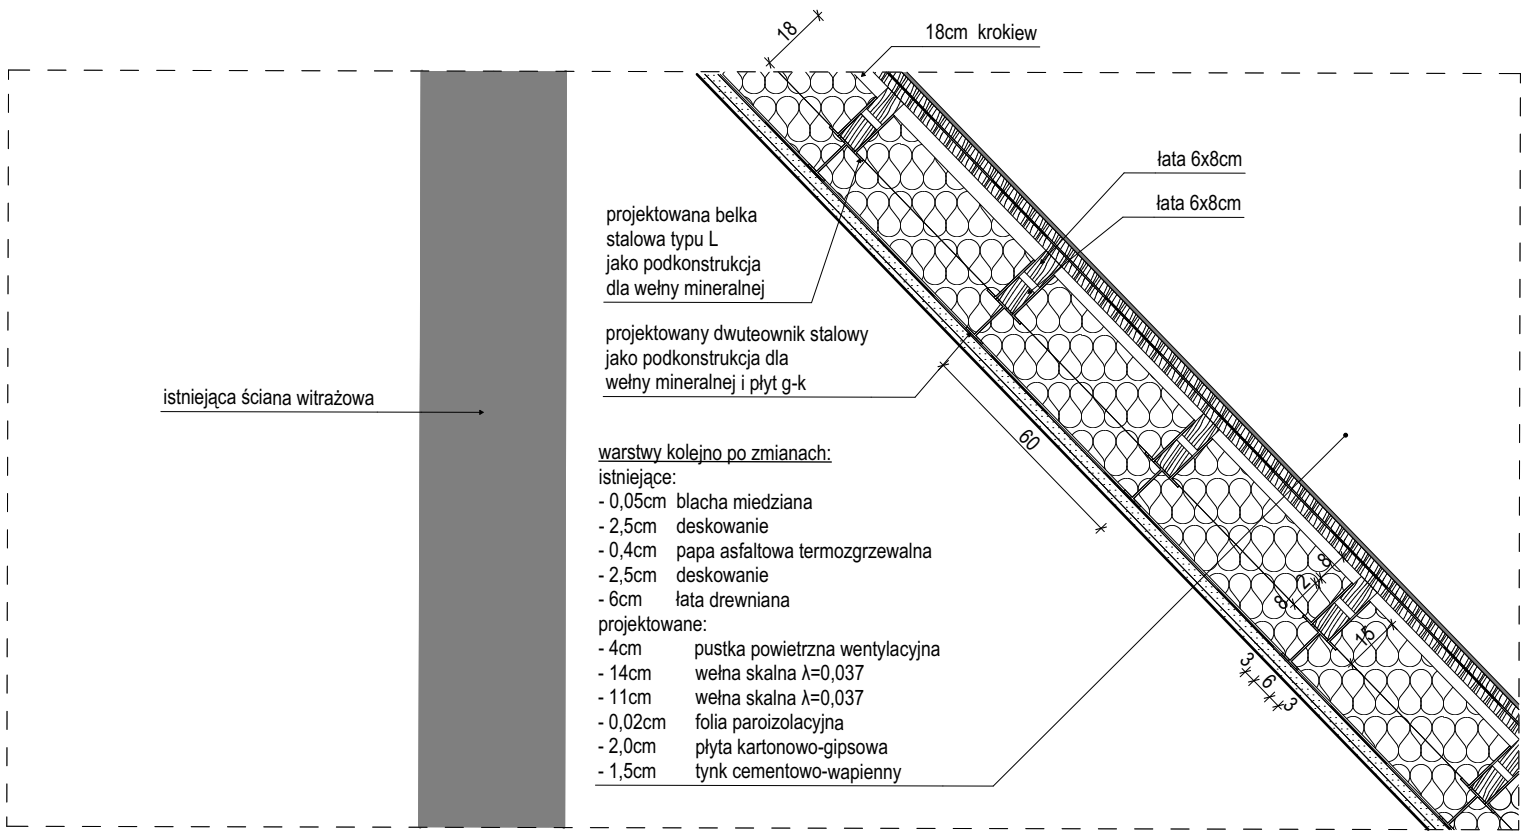 18
18cm krokiew
łata 6x8cm
łata 6x8cm
projektowana belka
stalowa typu L
jako podkonstrukcja
dla wełny mineralnej
projektowany dwuteownik stalowy
jako podkonstrukcja dla
wełny mineralnej i płyt g-k
istniejąca ściana witrażowa
60
warstwy kolejno po zmianach:
istniejące:
- 0,05cm blacha miedziana
- 2,5cm deskowanie
- 0,4cm papa asfaltowa termozgrzewalna
- 2,5cm deskowanie
- 6cm łata drewniana
projektowane:
- 4cm pustka powietrzna wentylacyjna
- 14cm wełna skalna λ=0,037
- 11cm wełna skalna λ=0,037
- 0,02cm folia paroizolacyjna
- 2,0cm płyta kartonowo-gipsowa
- 1,5cm tynk cementowo-wapienny
8 2 8
15
3 6 3